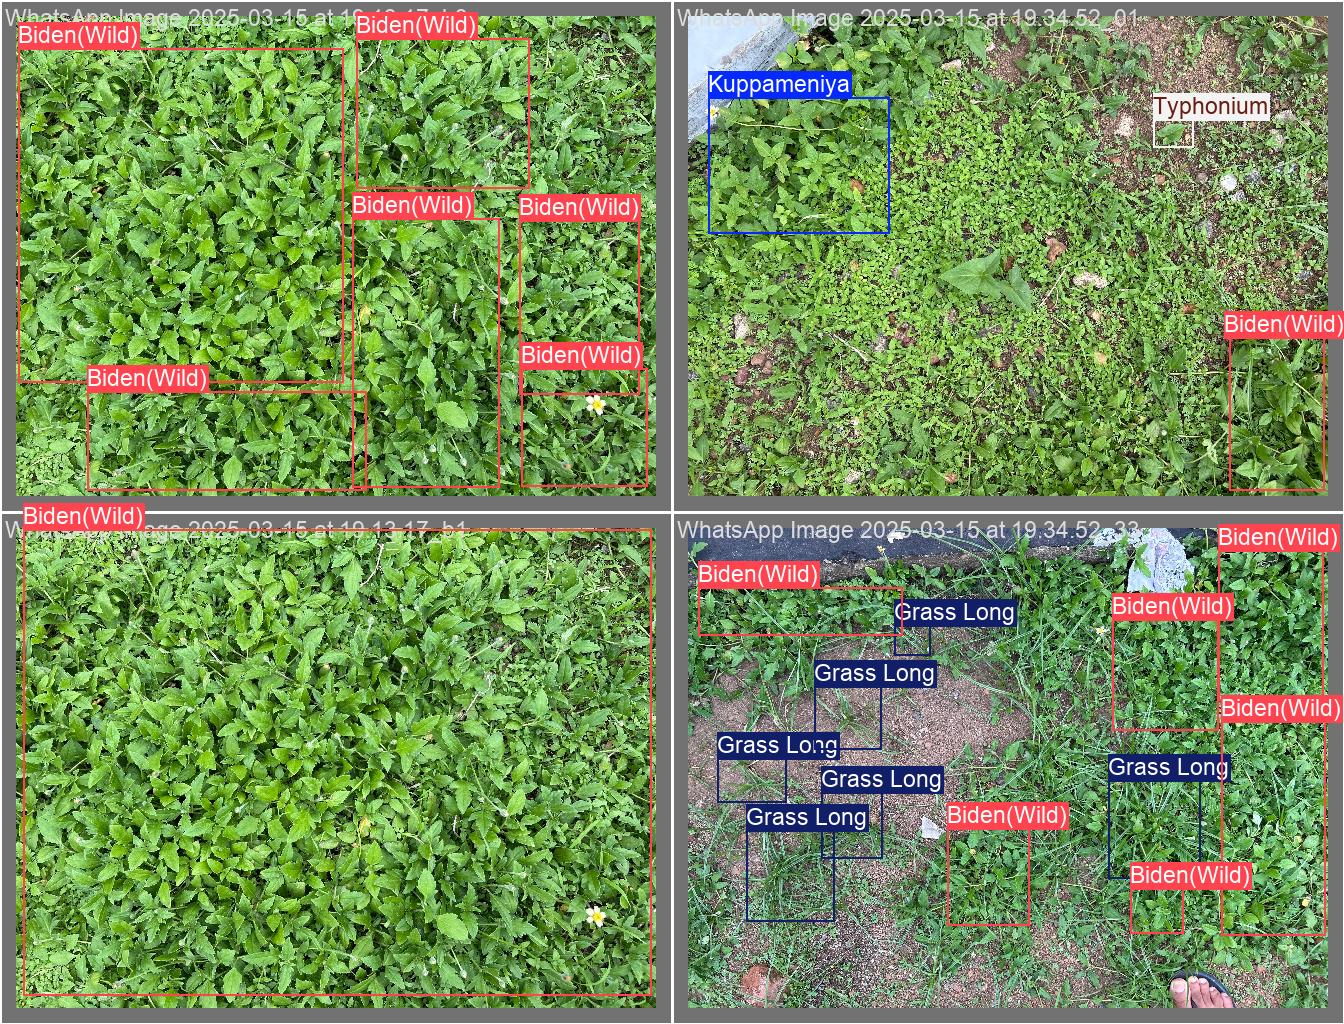 WhatsApp Image 2025-03-15 at
Biden(Wild)
Biden(Wild)
Biden(Wild)
Biden(Wild)
Biden(Wild)
Biden(Wild)
WhatsApp Image 2025-03-15 at 19.34.52_01
Kuppameniya
Typhonium
Biden(Wild)
Image 2025-03-15 at 19.13.17_b1
Biden(Wild)
WhatsApp Image 2025-03-15 at 19.34.52_33
Biden(Wild)
Biden(Wild)
Grass Long
Biden(Wild)
Grass Long
Biden(Wild)
Grass Long
Grass Long
Grass Long
Grass Long
Biden(Wild)
Biden(Wild)